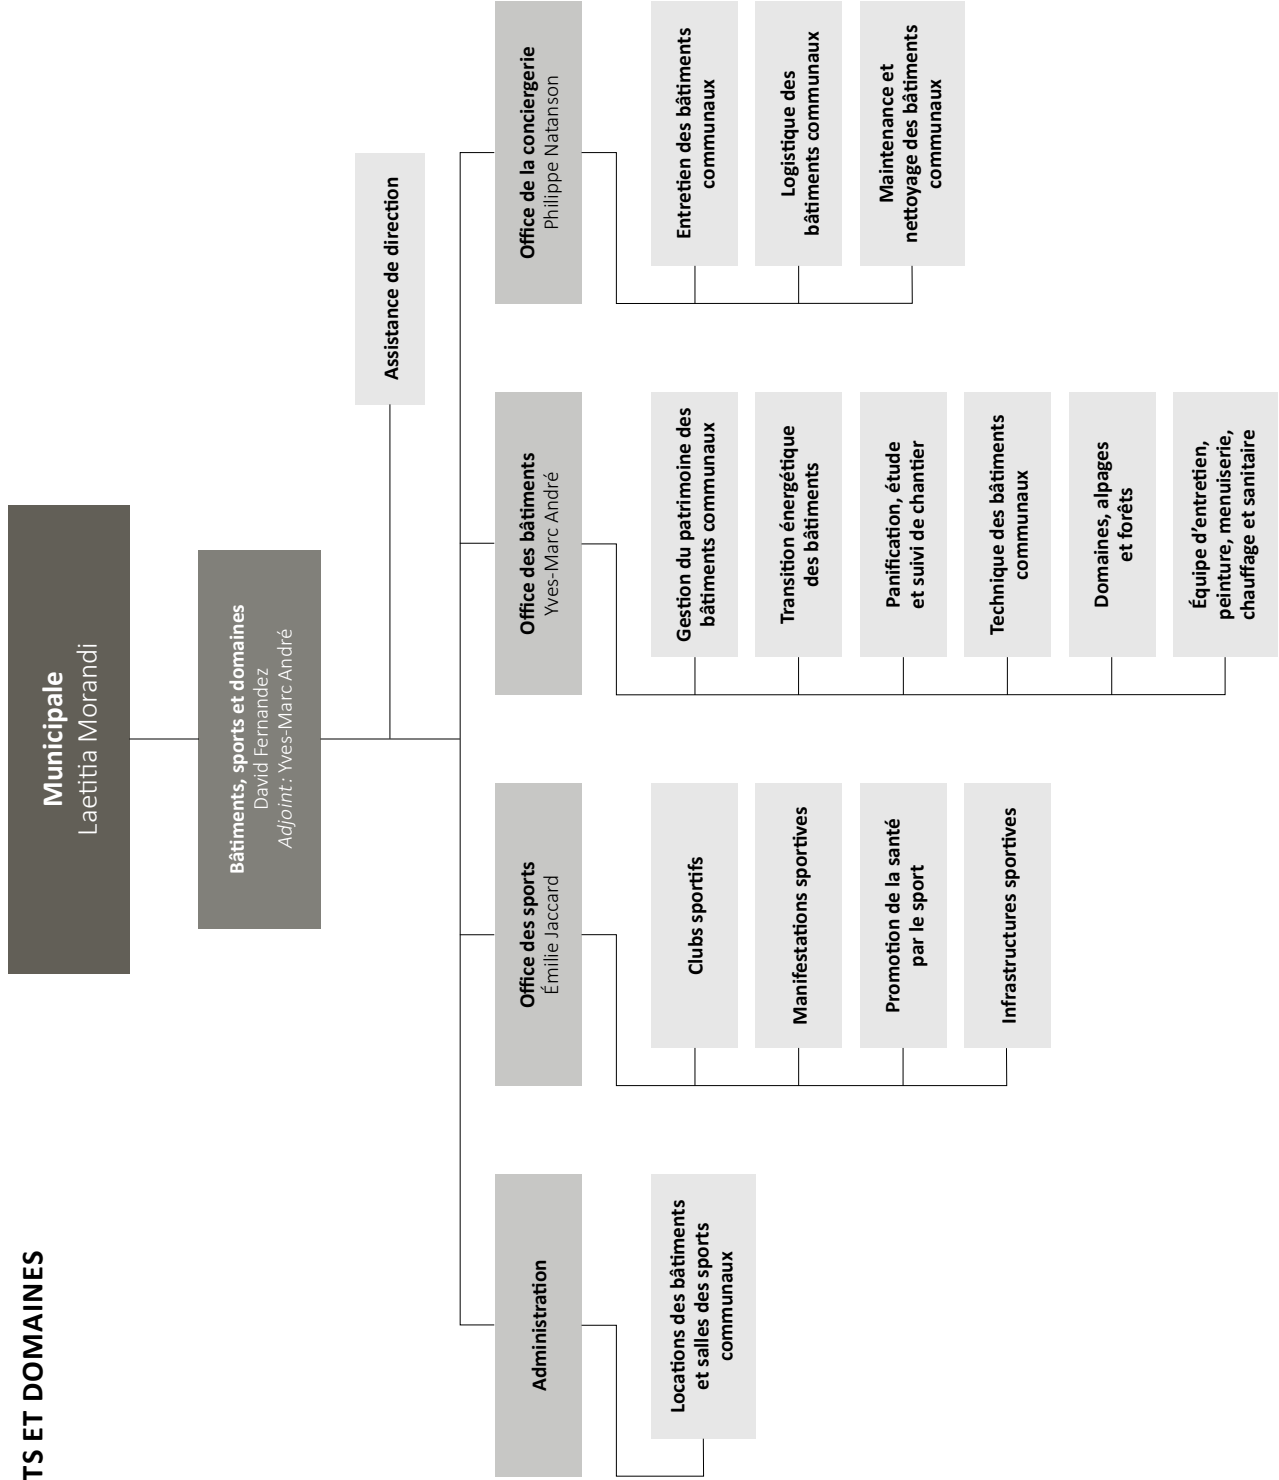 TS ET DOMAINES
Municipale
Laetitia Morandi
Bâtiments, sports et domaines
David Fernandez
Adjoint : Yves-Marc André
Assistance de direction
Administration
Locations des bâtiments
et salles des sports
communaux
Office des sports
Émilie Jaccard
Clubs sportifs
Manifestations sportives
Promotion de la santé
par le sport
Infrastructures sportives
Office des bâtiments
Yves-Marc André
Gestion du patrimoine des
bâtiments communaux
Transition énergétique
des bâtiments
Panification, étude
et suivi de chantier
Technique des bâtiments
communaux
Domaines, alpages
et forêts
Équipe d'entretien,
peinture, menuiserie,
chauffage et sanitaire
Office de la conciergerie
Philippe Natanson
Entretien des bâtiments
communaux
Logistique des
bâtiments communaux
Maintenance et
nettoyage des bâtiments
communaux